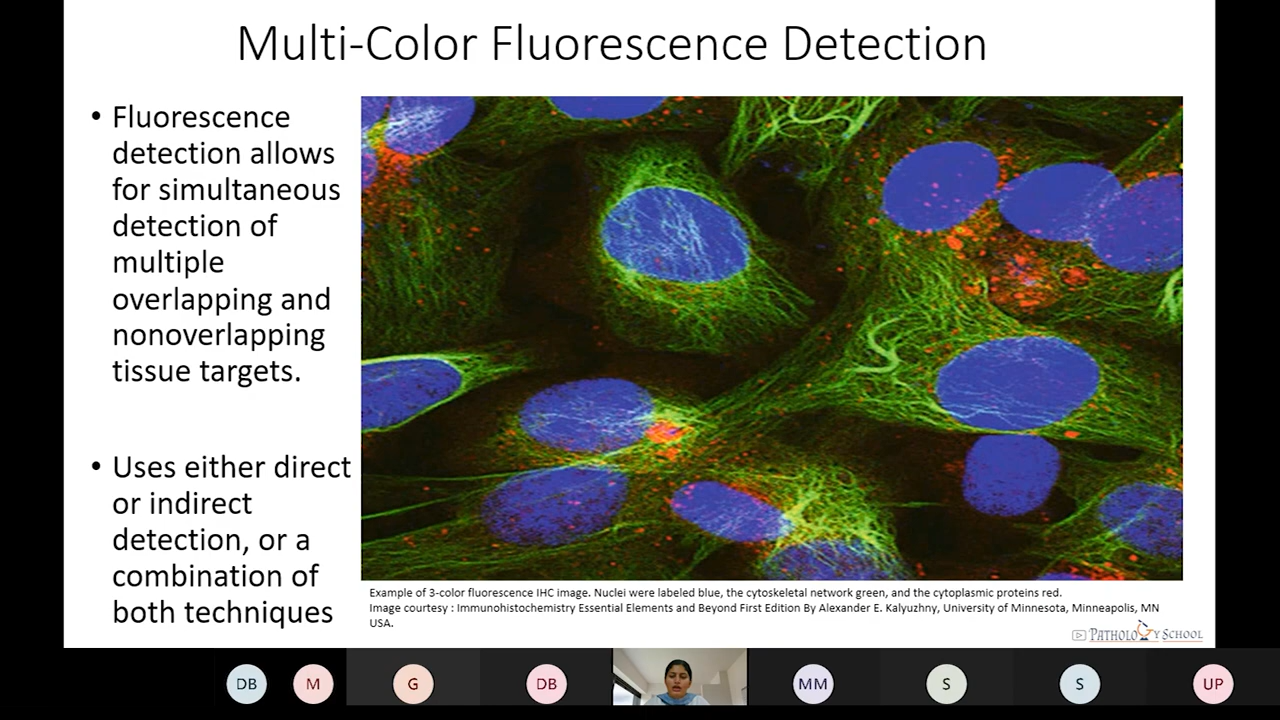 Multi-Color Fluorescence Detection
• Fluorescence
detection allows
for simultaneous
detection of
multiple
overlapping and
nonoverlapping
tissue targets.
• Uses either direct
or indirect
detection, or a
combination of
both techniques
Example of 3-color fluorescence IHC image. Nuclei were labeled blue, the cytoskeletal network green, and the cytoplasmic proteins red.
Image courtesy : Immunohistochemistry Essential Elements and Beyond First Edition By Alexander E. Kalyuzhny, University of Minnesota, Minneapolis, MN
USA.
PATHOLOGY SCHOOL
DB M G DB MM S S UP